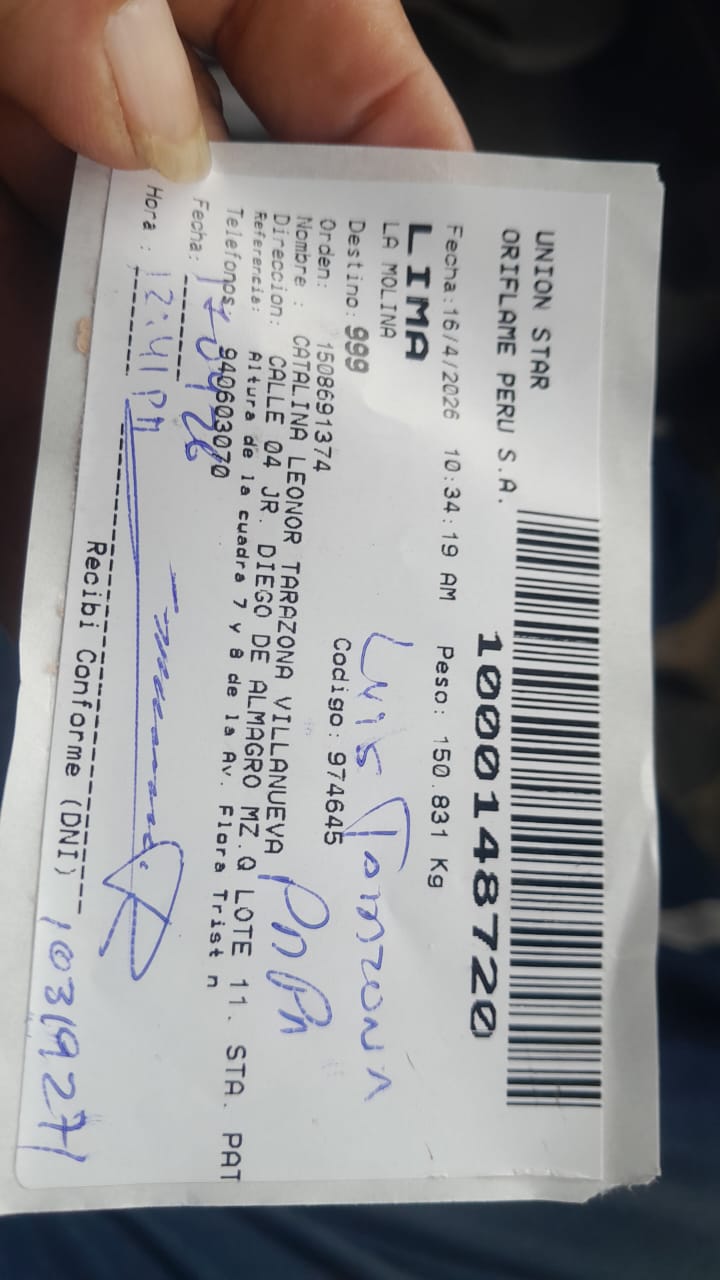 UNION STAR
ORIFLAME PERU S.A.
1000148720
Fecha:16/4/2026 10:34:19 AM Peso: 150.831 Kg
LIMA
LA MOLINA
Luis Tarazona
Destino: 999
Orden: 1508691374 Codigo: 974645
Nombre : CATALINA LEONOR TARAZONA VILLANUEVA
Direccion: CALLE 04 JR. DIEGO DE ALMAGRO MZ.Q LOTE 11. STA. PAT
Referencia: Altura de la cuadra 7 y 8 de la Av. Flora Trist n
Telefonos: 940603070
Fecha: 17 04 26
Hora : 12:41 Pm
Recibi Conforme (DNI) 10319271